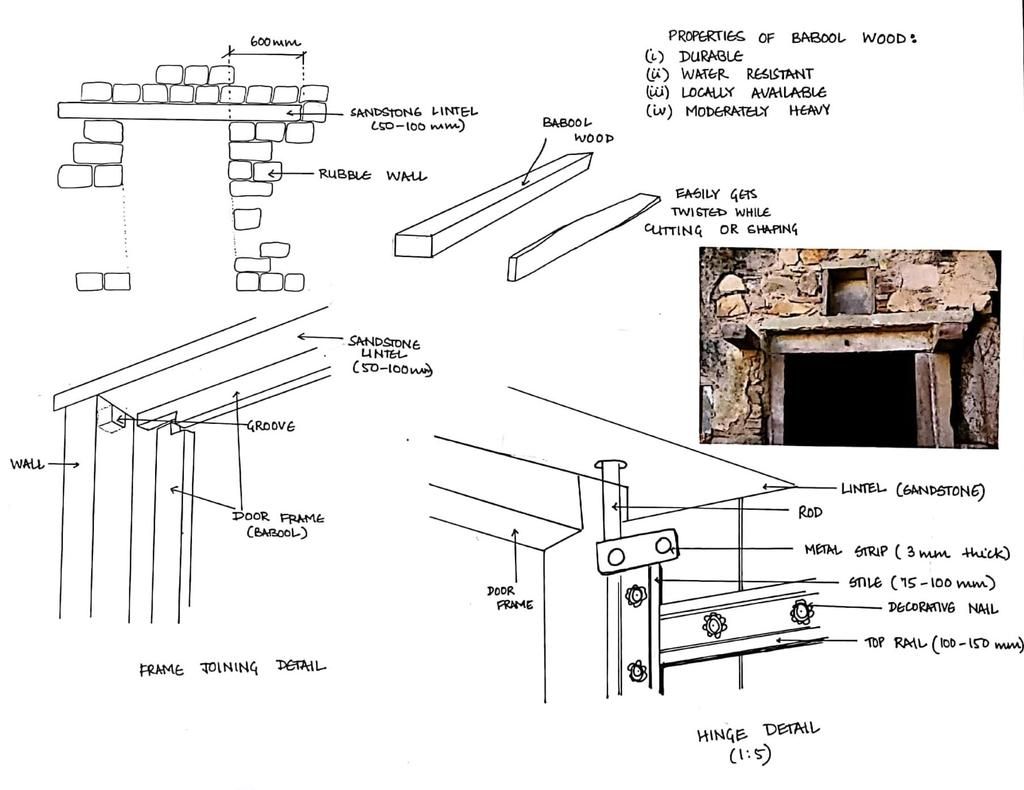 600mm
SANDSTONG LINTEL
(50-100 mm)
RUBBLE WALL
BABOOL
WOOD
PROPERTIES OF BABOOL WOOD:
(i) DURABLE
(ii) WATER RESISTANT
(iii) LOCALLY AVAILABLE
(iv) MODERATELY HEAVY
EASILY GETS
TWISTED WHILE
CUTTING OR SHAPING
SANDSTONE
LINTEL
(50-100mm)
GROOVE
WALL
DOOR FRAME
(BABOOL)
FRAME JOINING DETAIL
LINTEL (SANDSTONE)
ROD
METAL STRIP (3mm thick)
STILE (75-100 mm)
DECORATIVE NAIL
TOP RAIL (100-150 mm)
DOOR
FRAME
HINGE DETAIL
(1:5)